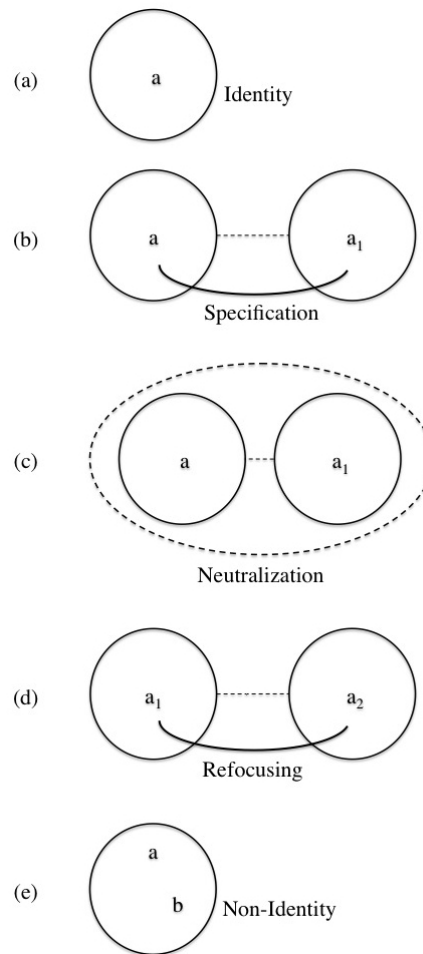 (a) a Identity
(b) a a₁
Specification
(c) a a₁
Neutralization
(d) a₁ a₂
Refocusing
a
(e) b Non-Identity